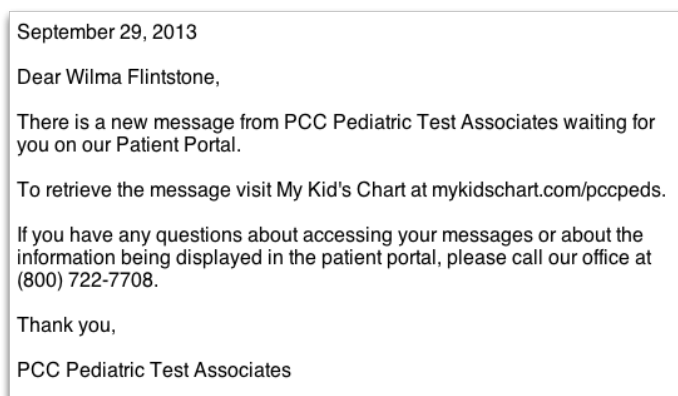 September 29, 2013
Dear Wilma Flintstone,
There is a new message from PCC Pediatric Test Associates waiting for
you on our Patient Portal.
To retrieve the message visit My Kid's Chart at mykidschart.com/pccpeds.
If you have any questions about accessing your messages or about the
information being displayed in the patient portal, please call our office at
(800) 722-7708.
Thank you,
PCC Pediatric Test Associates